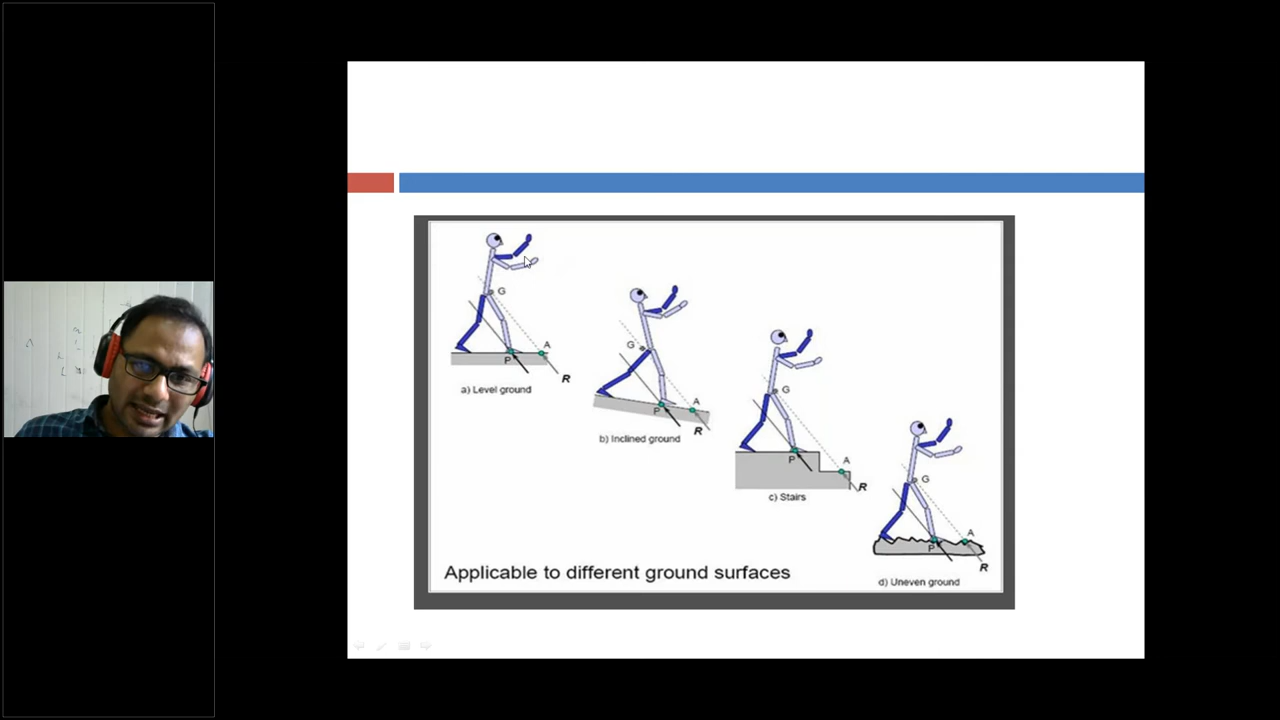 G
A
P
R
a) Level ground
G
A
P
R
b) Inclined ground
G
A
P
R
c) Stairs
G
A
P
R
d) Uneven ground
Applicable to different ground surfaces